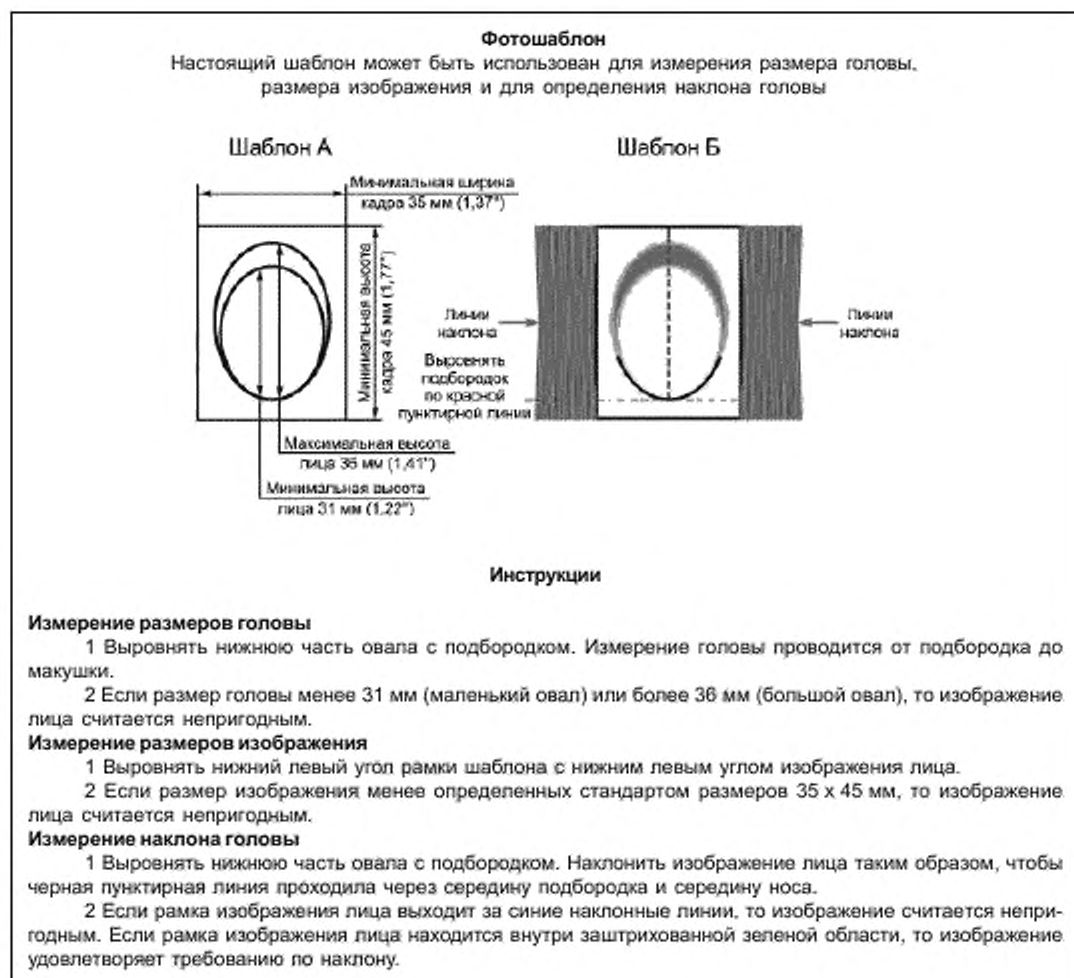 Фотошаблон
Настоящий шаблон может быть использован для измерения размера головы,
размера изображения и для определения наклона головы
Шаблон А
Шаблон Б
Минимальная ширина
кадра 35 мм (1,37")
Минимальная высота
кадра 45 мм (1,77")
Линии
наклона
Линии
наклона
Выровнять
подбородок
по красной
пунктирной линии
Максимальная высота
лица 36 мм (1,41")
Минимальная высота
лица 31 мм (1,22")
Инструкции
Измерение размеров головы
1 Выровнять нижнюю часть овала с подбородком. Измерение головы проводится от подбородка до
макушки.
2 Если размер головы менее 31 мм (маленький овал) или более 36 мм (большой овал), то изображение
лица считается непригодным.
Измерение размеров изображения
1 Выровнять нижний левый угол рамки шаблона с нижним левым углом изображения лица.
2 Если размер изображения менее определенных стандартом размеров 35 х 45 мм, то изображение
лица считается непригодным.
Измерение наклона головы
1 Выровнять нижнюю часть овала с подбородком. Наклонить изображение лица таким образом, чтобы
черная пунктирная линия проходила через середину подбородка и середину носа.
2 Если рамка изображения лица выходит за синие наклонные линии, то изображение считается непри-
годным. Если рамка изображения лица находится внутри заштрихованной зеленой области, то изображение
удовлетворяет требованию по наклону.